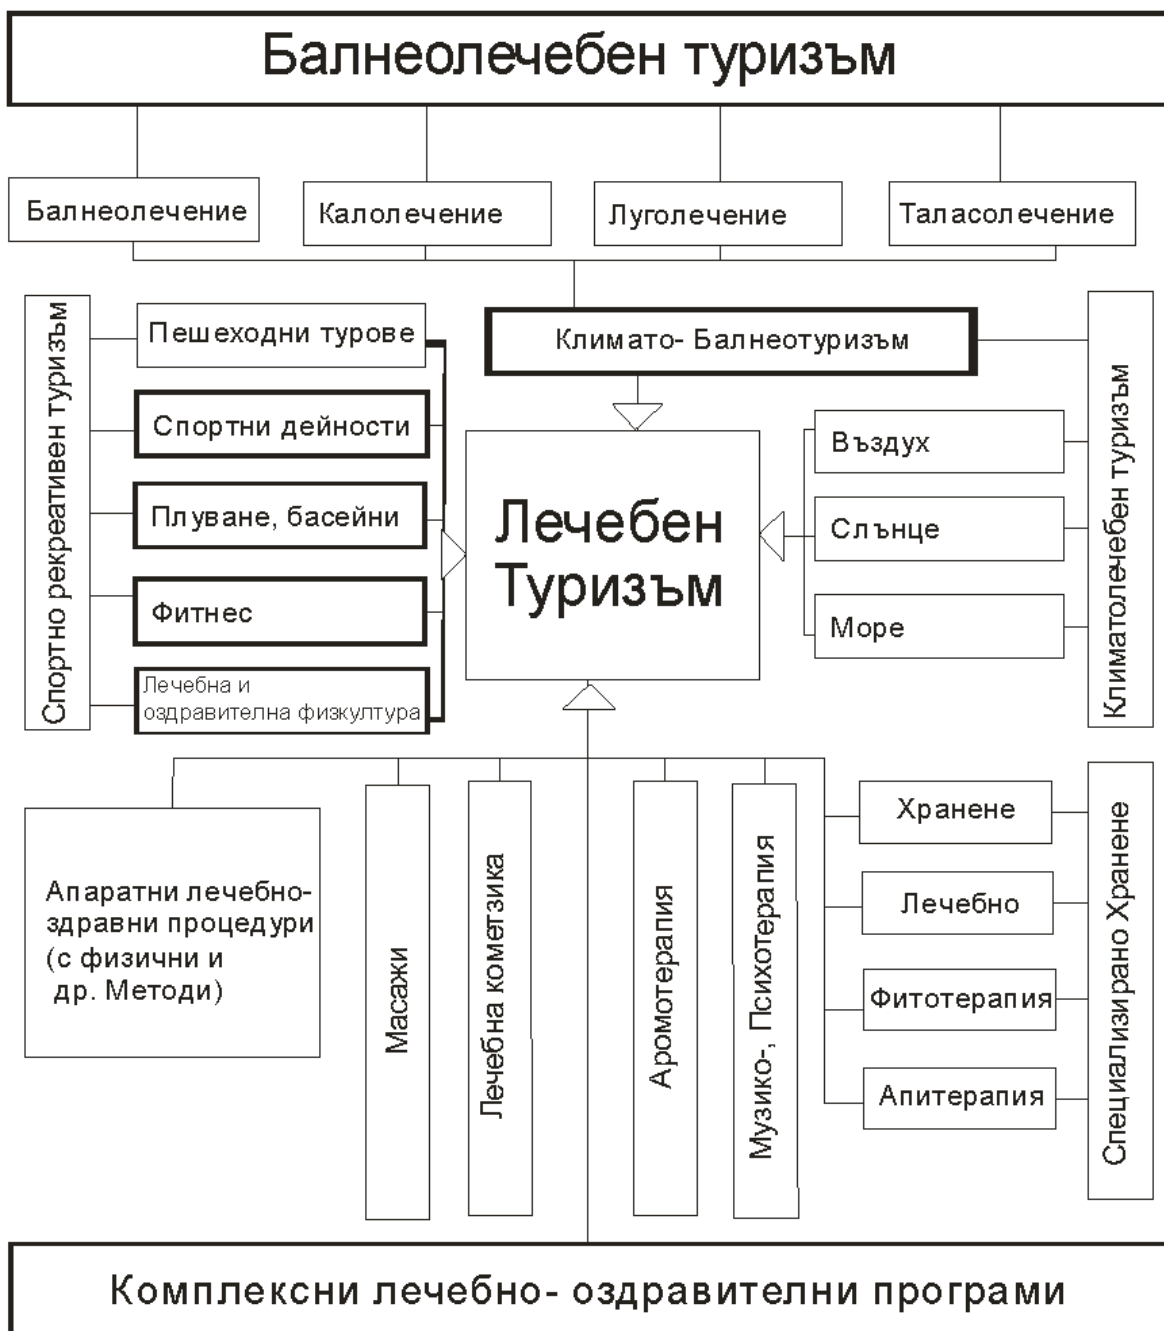 Балнеолечебен туризъм
Балнеолечение
Калолечение
Луголечение
Таласолечение
Спортно рекреативен туризъм
Пешеходни турове
Спортни дейности
Плуване, басейни
Фитнес
Лечебна и
оздравителна физкултура
Климато- Балнеотуризъм
Лечебен
Туризъм
Въздух
Слънце
Море
Климатолечебен туризъм
Апаратни лечебно-
здравни процедури
(с физични и
др. Методи)
Масажи
Лечебна кометзика
Аромотерапия
Музико-, Психотерапия
Хранене
Лечебно
Фитотерапия
Апитерапия
Специализирано Хранене
Комплексни лечебно- оздравителни програми